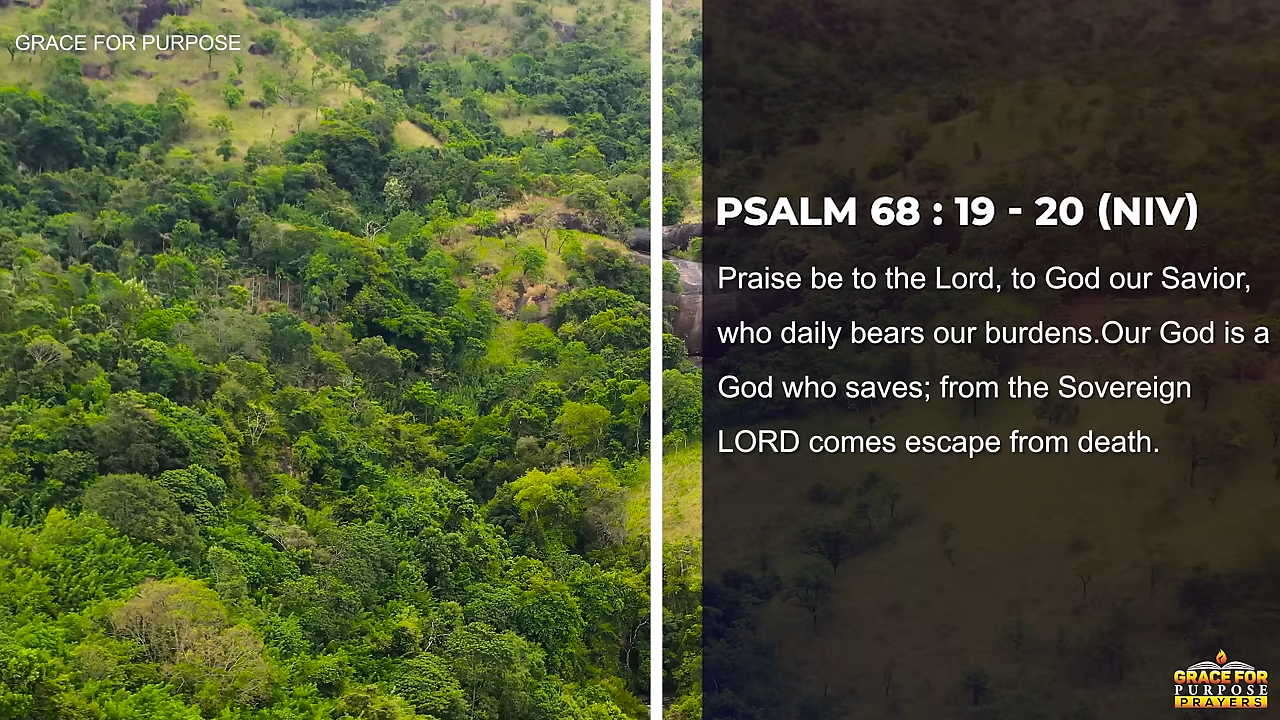 GRACE FOR PURPOSE
PSALM 68 : 19 - 20 (NIV)
Praise be to the Lord, to God our Savior,
who daily bears our burdens.Our God is a
God who saves; from the Sovereign
LORD comes escape from death.
GRACE FOR
PURPOSE
PRAYERS